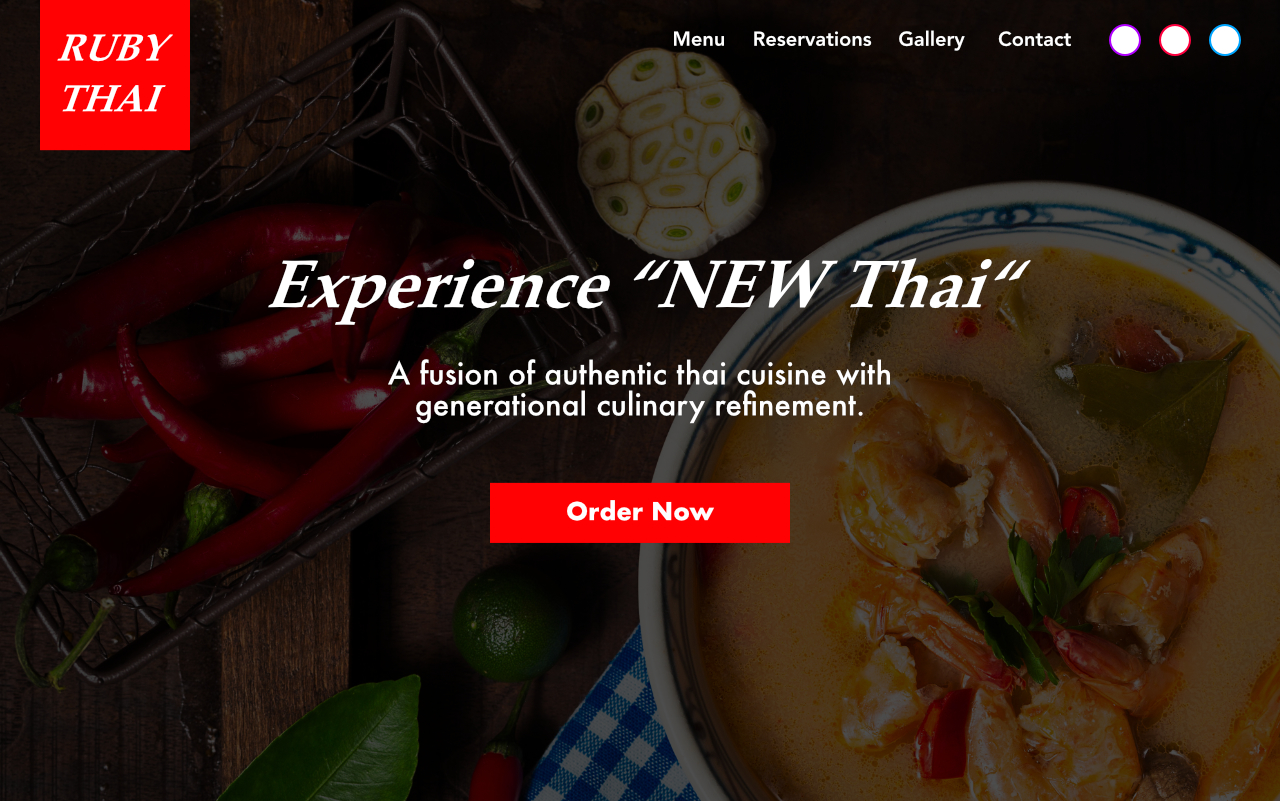 RUBY
THAI
Menu Reservations Gallery Contact
Experience “NEW Thai“
A fusion of authentic thai cuisine with
generational culinary refinement.
Order Now